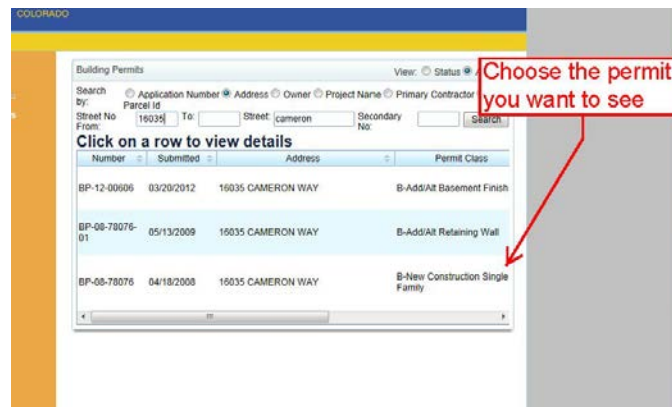 COLORADO
Building Permits View: Status
Choose the permit
you want to see
Search by: Application Number Address Owner Project Name Primary Contractor
Parcel Id
Street No From: 16035 To: Street: cameron Secondary No: Search
Click on a row to view details
Number Submitted Address Permit Class
BP-12-00606 03/20/2012 16035 CAMERON WAY B-Add/Alt Basement Finish
BP-08-78076-01 05/13/2009 16035 CAMERON WAY B-Add/Alt Retaining Wall
BP-08-78076 04/18/2008 16035 CAMERON WAY B-New Construction Single Family